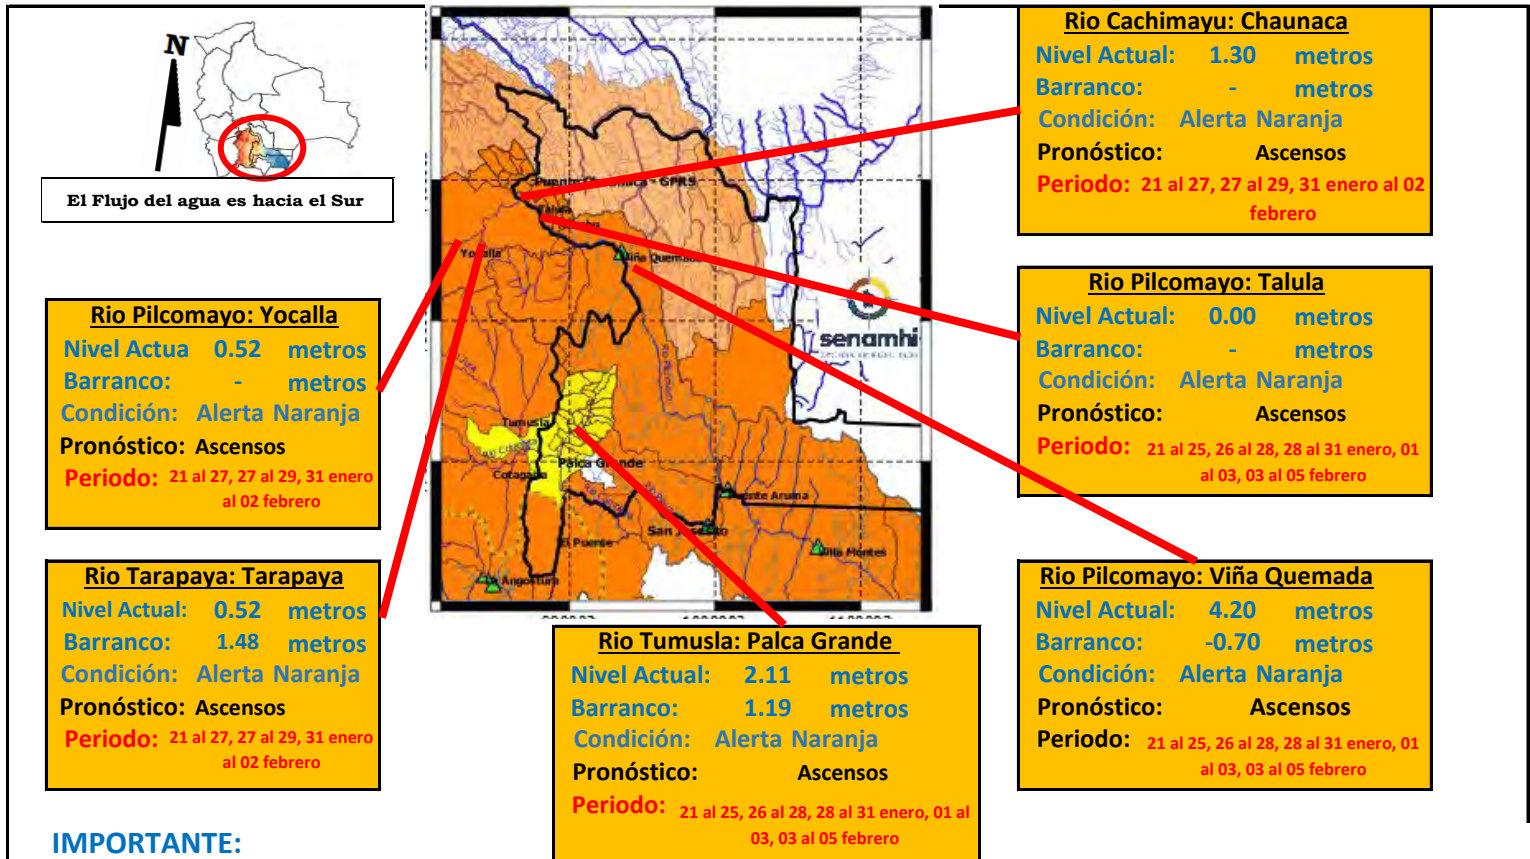 N
El Flujo del agua es hacia el Sur
Rio Pilcomayo: Yocalla
Nivel Actua 0.52 metros
Barranco: - metros
Condición: Alerta Naranja
Pronóstico: Ascensos
Periodo: 21 al 27, 27 al 29, 31 enero
al 02 febrero
Rio Tarapaya: Tarapaya
Nivel Actual: 0.52 metros
Barranco: 1.48 metros
Condición: Alerta Naranja
Pronóstico: Ascensos
Periodo: 21 al 27, 27 al 29, 31 enero
al 02 febrero
IMPORTANTE:
GPRS
Talula
Yocalla
Viña Quemada
senamhi
Tumusla
Palca Grande
Cotagaita
Puente Aruma
San Josecito
El Puente
Villa Montes
Angostura
Rio Tumusla: Palca Grande
Nivel Actual: 2.11 metros
Barranco: 1.19 metros
Condición: Alerta Naranja
Pronóstico: Ascensos
Periodo: 21 al 25, 26 al 28, 28 al 31 enero, 01 al
03, 03 al 05 febrero
Rio Cachimayu: Chaunaca
Nivel Actual: 1.30 metros
Barranco: - metros
Condición: Alerta Naranja
Pronóstico: Ascensos
Periodo: 21 al 27, 27 al 29, 31 enero al 02
febrero
Rio Pilcomayo: Talula
Nivel Actual: 0.00 metros
Barranco: - metros
Condición: Alerta Naranja
Pronóstico: Ascensos
Periodo: 21 al 25, 26 al 28, 28 al 31 enero, 01
al 03, 03 al 05 febrero
Rio Pilcomayo: Viña Quemada
Nivel Actual: 4.20 metros
Barranco: -0.70 metros
Condición: Alerta Naranja
Pronóstico: Ascensos
Periodo: 21 al 25, 26 al 28, 28 al 31 enero, 01
al 03, 03 al 05 febrero